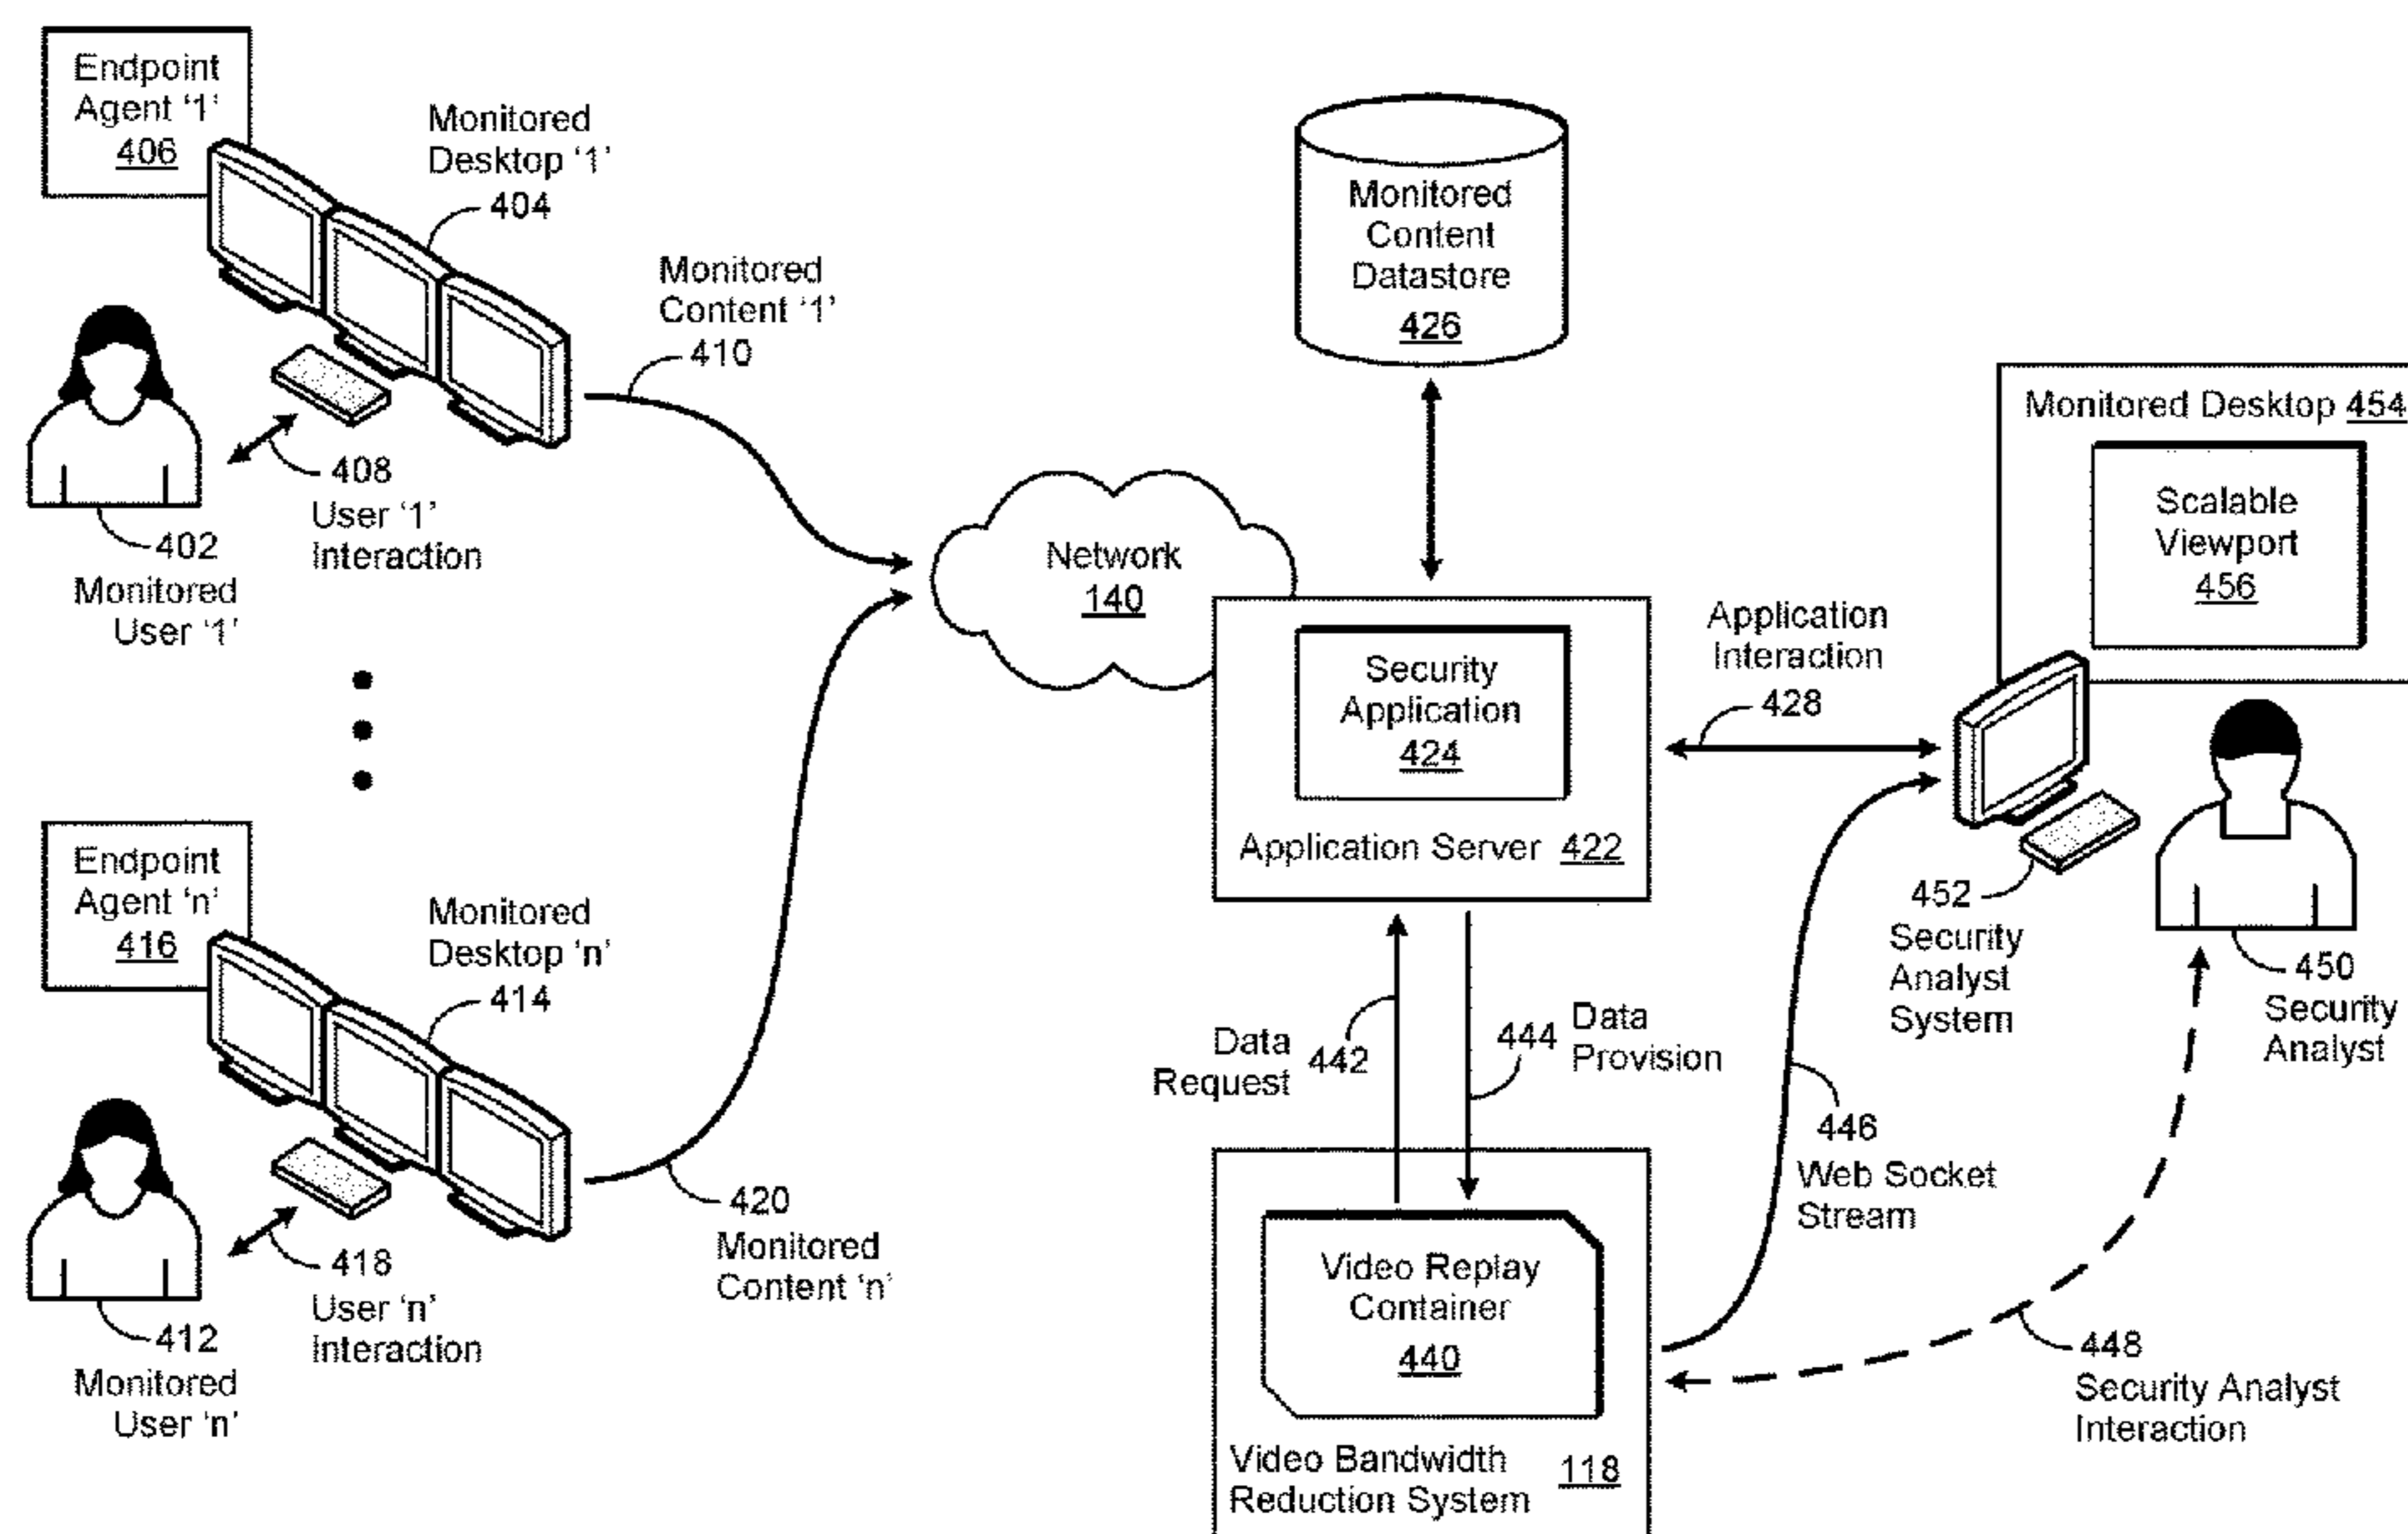 Endpoint
Agent ‘1’
406
Monitored
Desktop ‘1’
404
Monitored
Content ‘1’
410
408
User ‘1’
Interaction
402
Monitored
User ‘1’
Endpoint
Agent ‘n’
416
Monitored
Desktop ‘n’
414
420
Monitored
Content ‘n’
418
User ‘n’
Interaction
412
Monitored
User ‘n’
Network
140
Monitored
Content
Datastore
426
Security
Application
424
Application Server 422
Application
Interaction
428
Monitored Desktop 454
Scalable
Viewport
456
452
Security
Analyst
System
450
Security
Analyst
Data
Request
442
444
Data
Provision
446
Web Socket
Stream
448
Security Analyst
Interaction
Video Replay
Container
440
Video Bandwidth
Reduction System
118